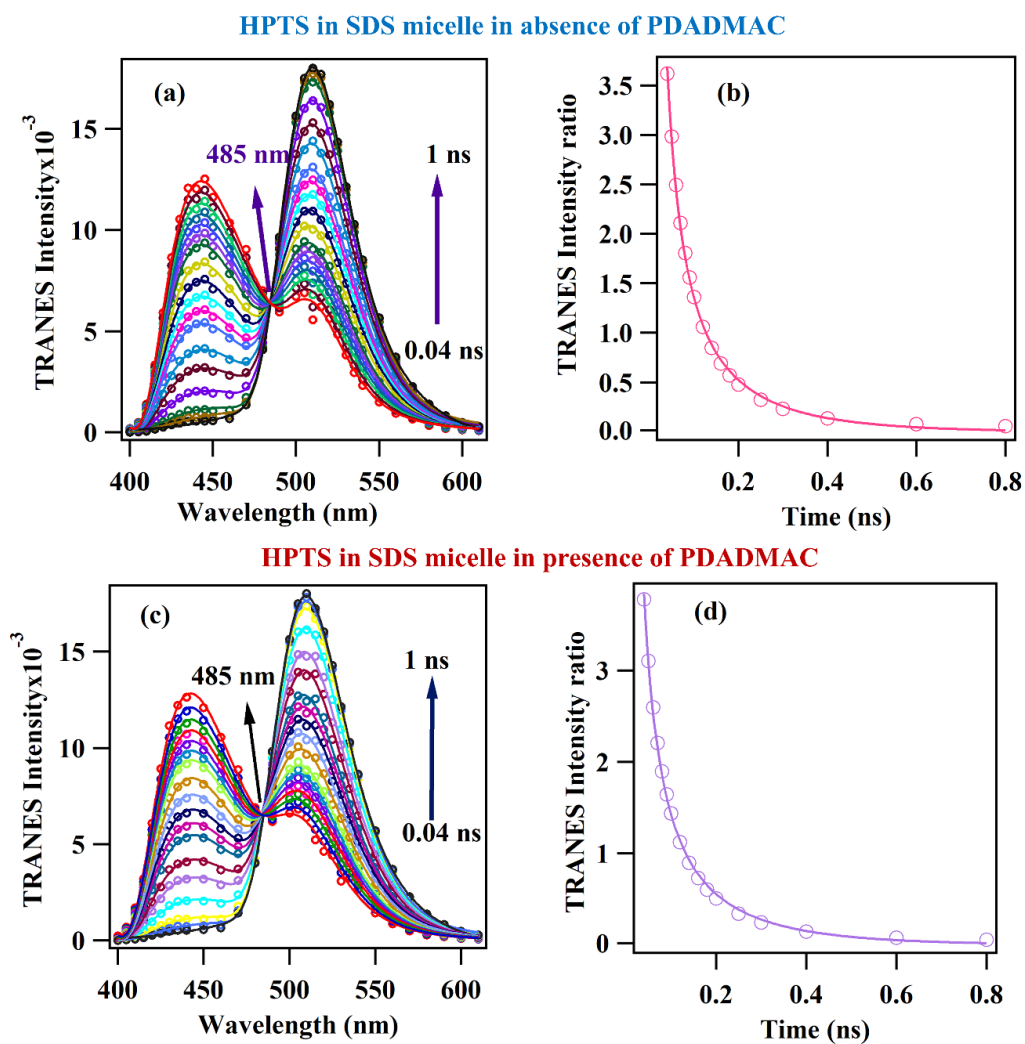 HPTS in SDS micelle in absence of PDADMAC
(a)
485 nm
1 ns
0.04 ns
TRANES Intensityx10⁻³
15
10
5
0
400 450 500 550 600
Wavelength (nm)
(b)
TRANES Intensity ratio
3.5
3.0
2.5
2.0
1.5
1.0
0.5
0.0
0.2 0.4 0.6 0.8
Time (ns)
HPTS in SDS micelle in presence of PDADMAC
(c)
485 nm
1 ns
0.04 ns
TRANES Intensityx10⁻³
15
10
5
0
400 450 500 550 600
Wavelength (nm)
(d)
TRANES Intensity ratio
3
2
1
0
0.2 0.4 0.6 0.8
Time (ns)